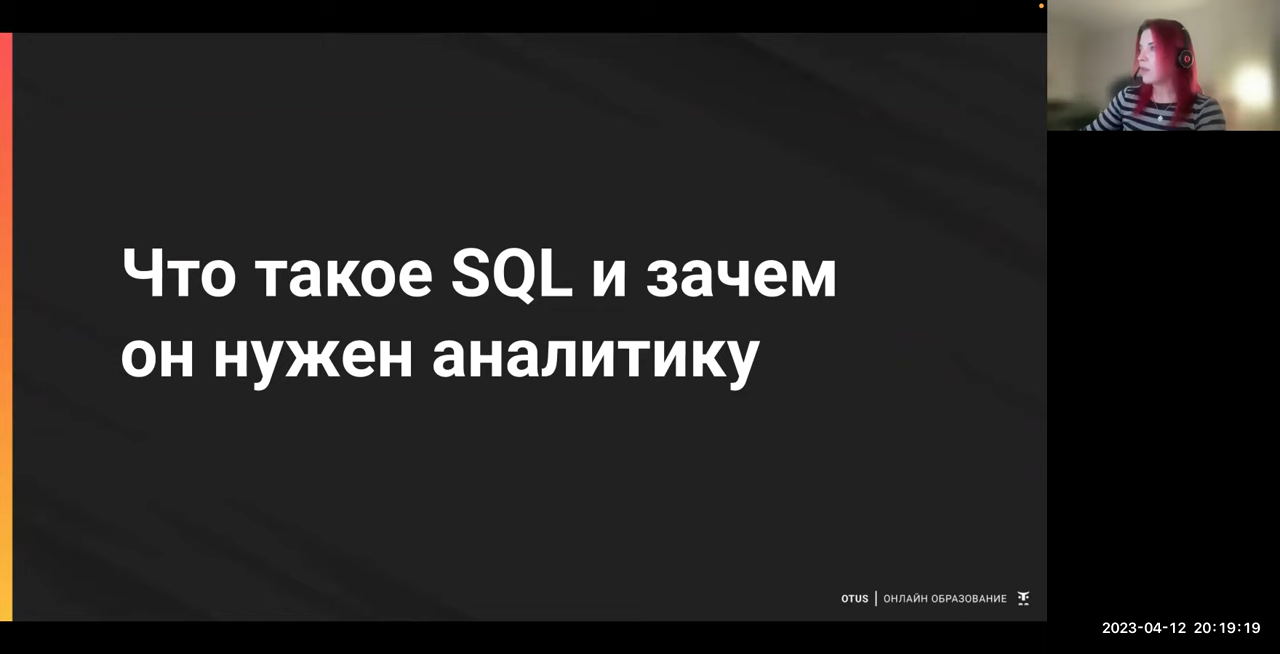 Что такое SQL и зачем
он нужен аналитику
OTUS | ОНЛАЙН ОБРАЗОВАНИЕ
2023-04-12 20:19:19